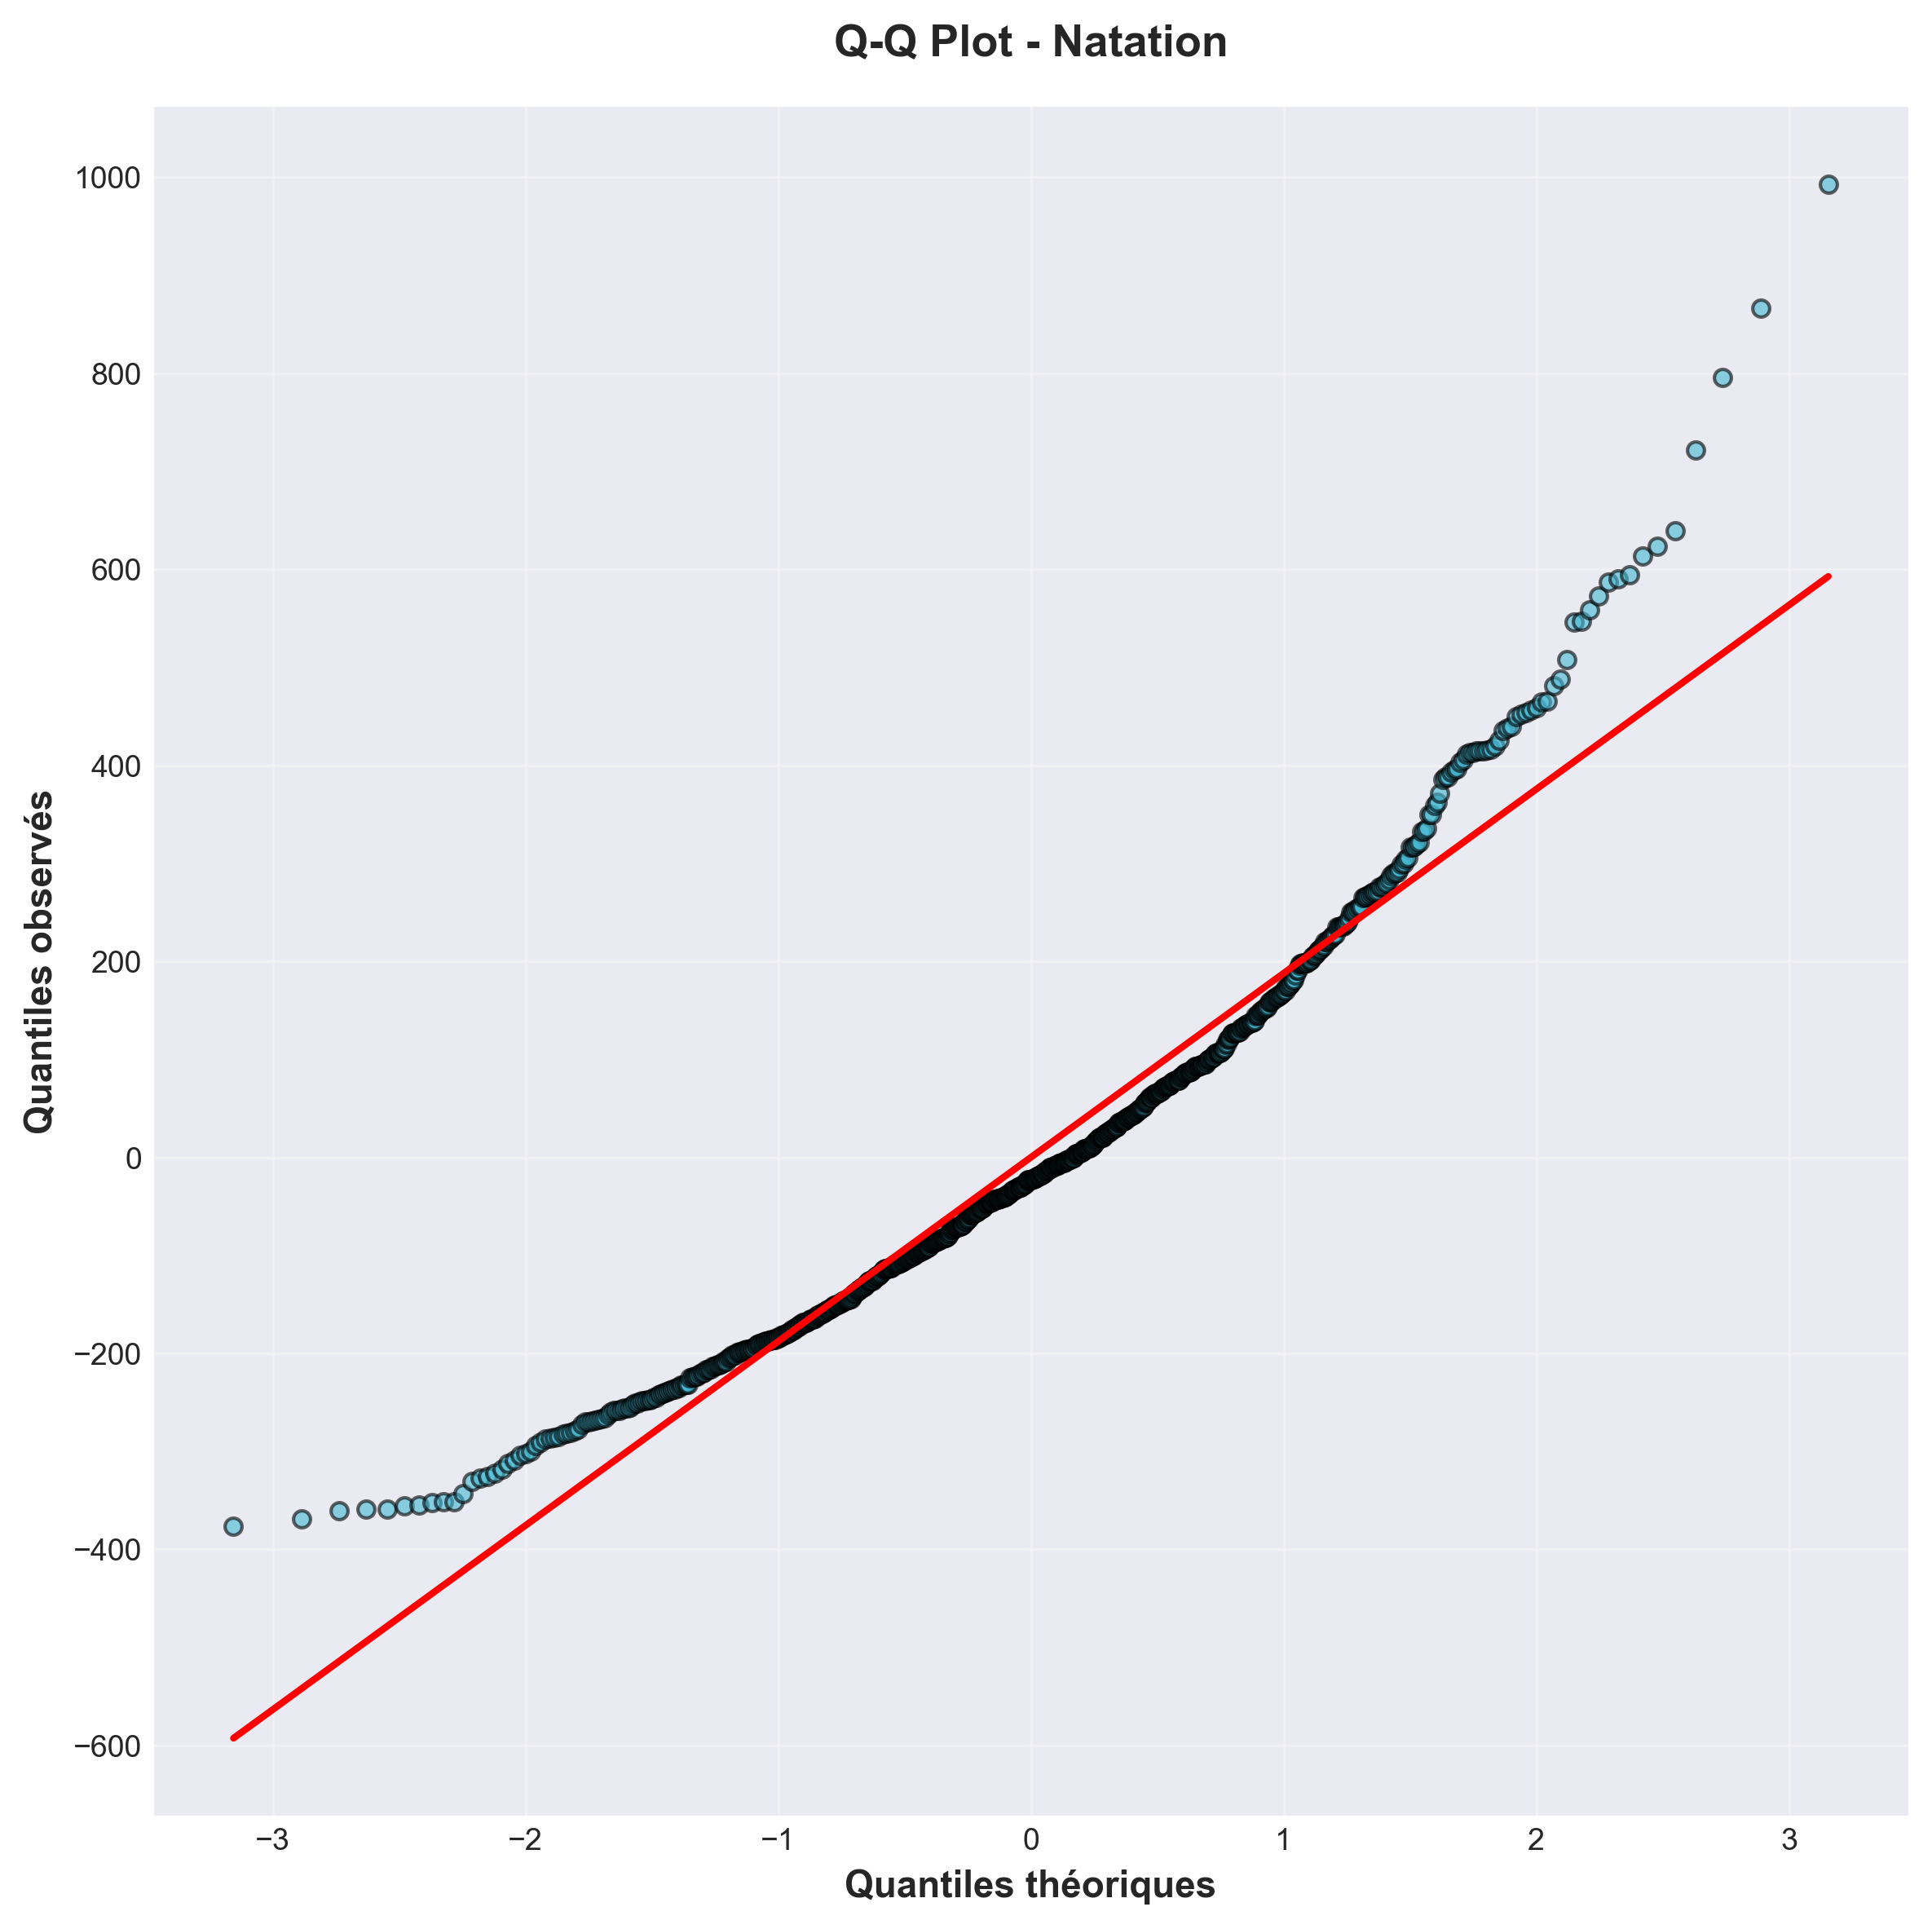 Q-Q Plot - Natation
1000
800
600
400
200
0
−200
−400
−600
Quantiles observés
−3 −2 −1 0 1 2 3
Quantiles théoriques